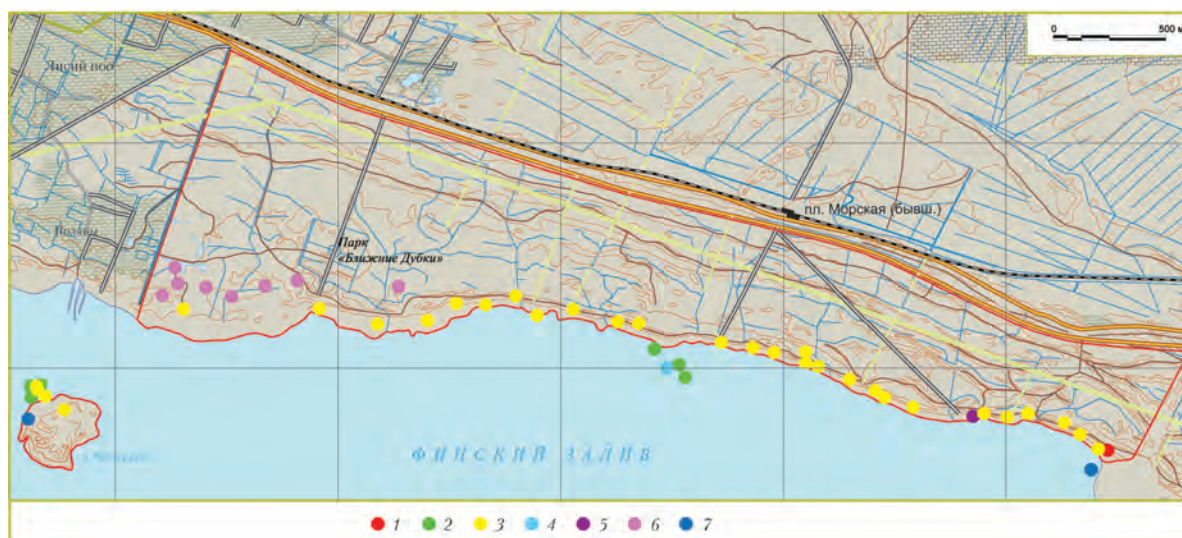 0 500 м
Лисий нос
пл. Морская (бывш.)
Парк
«Ближние Дубки»
ФИНСКИЙ ЗАЛИВ
1 2 3 4 5 6 7